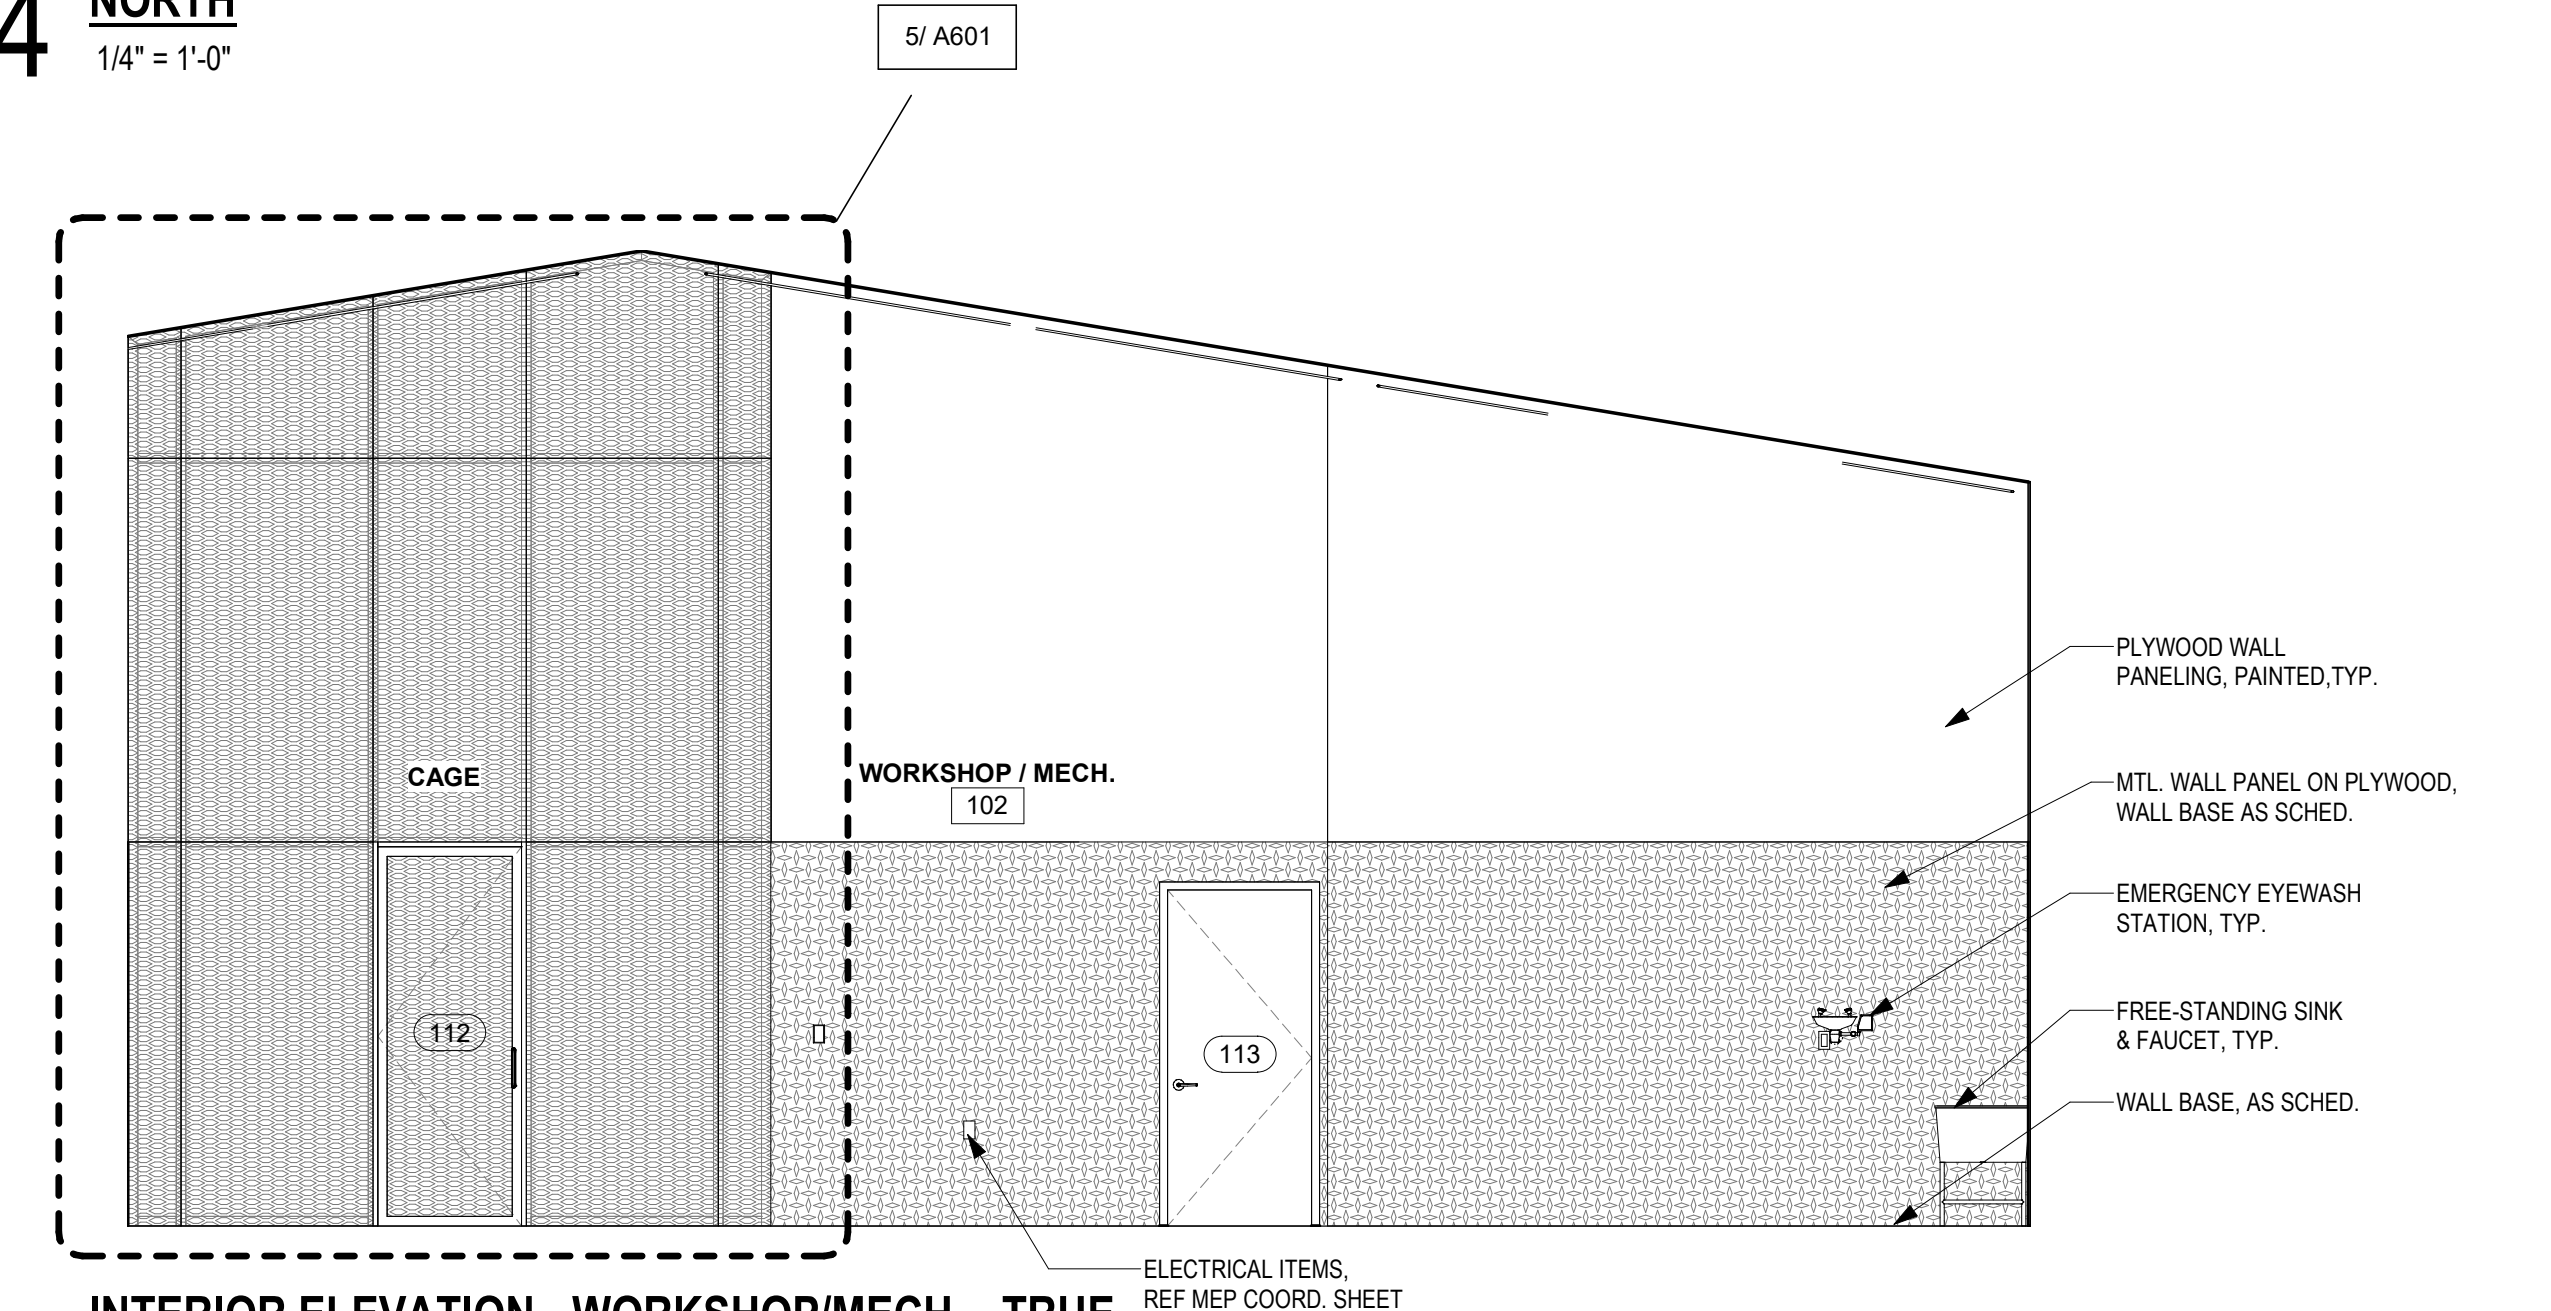 4
NORTH
1/4" = 1'-0"
5/ A601
PLYWOOD WALL
PANELING, PAINTED,TYP.
CAGE
WORKSHOP / MECH.
102
MTL. WALL PANEL ON PLYWOOD,
WALL BASE AS SCHED.
EMERGENCY EYEWASH
STATION, TYP.
112
113
FREE-STANDING SINK
& FAUCET, TYP.
WALL BASE, AS SCHED.
ELECTRICAL ITEMS,
REF MEP COORD. SHEET
INTERIOR ELEVATION - WORKSHOP/MECH. - TRUE